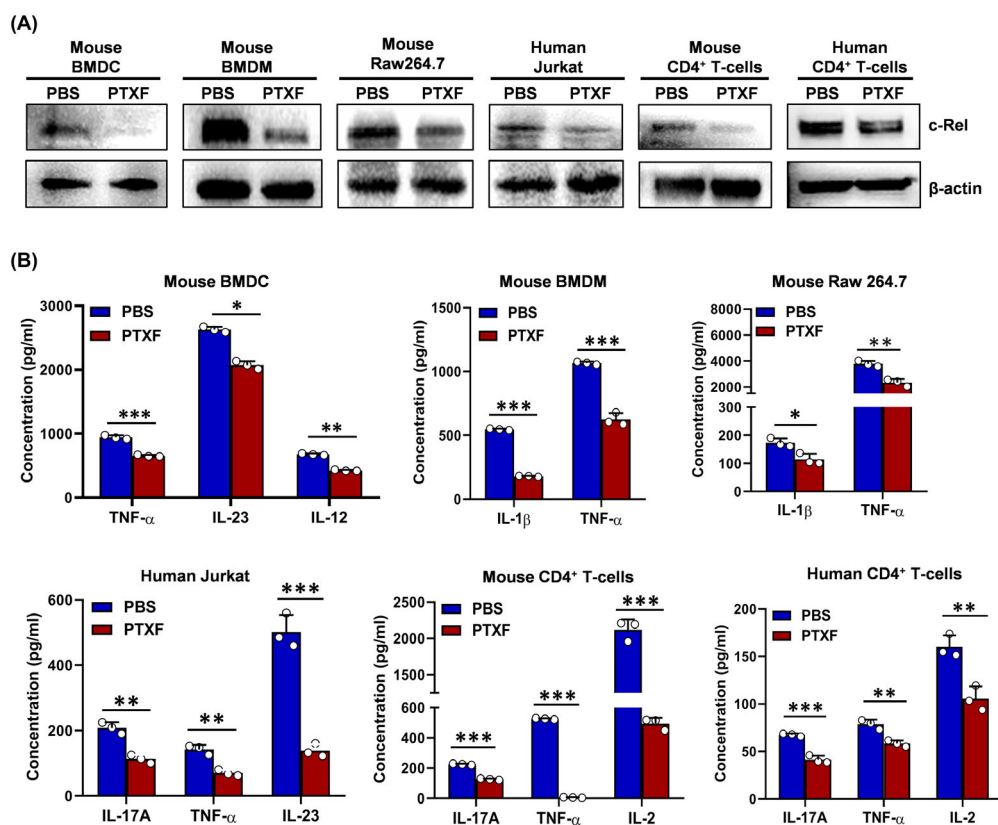 (A)
Mouse BMDC
Mouse BMDM
Mouse Raw264.7
Human Jurkat
Mouse CD4⁺ T-cells
Human CD4⁺ T-cells
PBS PTXF PBS PTXF PBS PTXF PBS PTXF PBS PTXF PBS PTXF
c-Rel
β-actin
(B)
Mouse BMDC
Concentration (pg/ml)
3000
2000
1000
0
PBS
PTXF
***
*
**
TNF-α IL-23 IL-12
Mouse BMDM
Concentration (pg/ml)
1500
1000
500
0
PBS
PTXF
***
***
IL-1β TNF-α
Mouse Raw 264.7
Concentration (pg/ml)
8000
6000
4000
2000
200
100
0
PBS
PTXF
*
**
IL-1β TNF-α
Human Jurkat
Concentration (pg/ml)
600
400
200
0
PBS
PTXF
**
**
***
IL-17A TNF-α IL-23
Mouse CD4⁺ T-cells
Concentration (pg/ml)
2500
2000
1500
1000
600
400
200
0
PBS
PTXF
***
***
***
IL-17A TNF-α IL-2
Human CD4⁺ T-cells
Concentration (pg/ml)
200
150
100
50
0
PBS
PTXF
***
**
**
IL-17A TNF-α IL-2